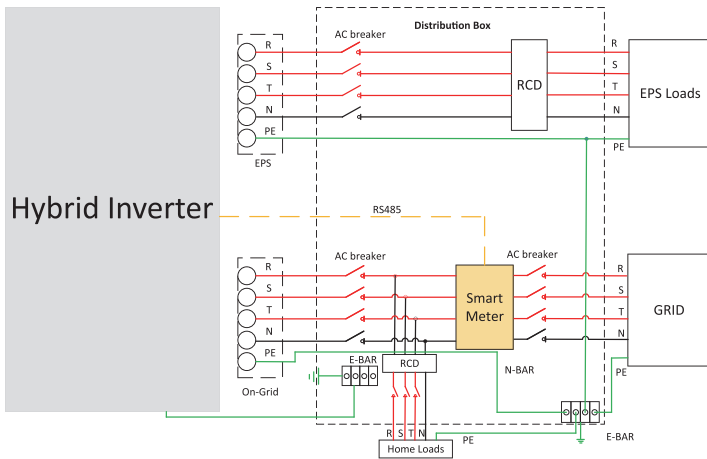 Distribution Box
AC breaker
R
R
S
S
T
T
N
N
PE
PE
RCD
EPS Loads
EPS
Hybrid Inverter
RS485
AC breaker
AC breaker
R
R
S
S
T
T
N
N
PE
PE
Smart
Meter
GRID
On-Grid
E-BAR
RCD
N-BAR
R S T N
PE
E-BAR
Home Loads